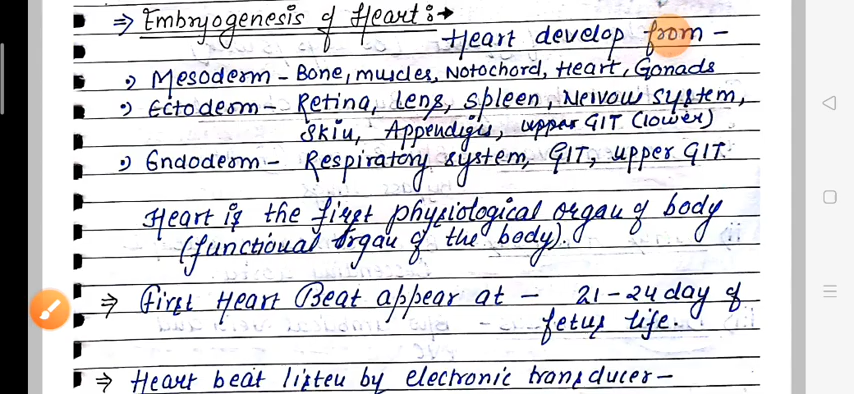 ⇒ Embryogenesis of Heart :→
Heart develop from –
•) Mesoderm – Bone, muscles, Notochord, Heart, Gonads
•) Ectoderm – Retina, Lens, spleen, Nervous system,
Skin, Appendigis, upper GIT (lower)
•) Endoderm – Respiratory system, GIT, upper GIT.
Heart is the first physiological organ of body
(functional organ of the body).
⇒ First Heart Beat appear at – 21–24 day of
fetus life.
⇒ Heart beat listen by electronic transducer –